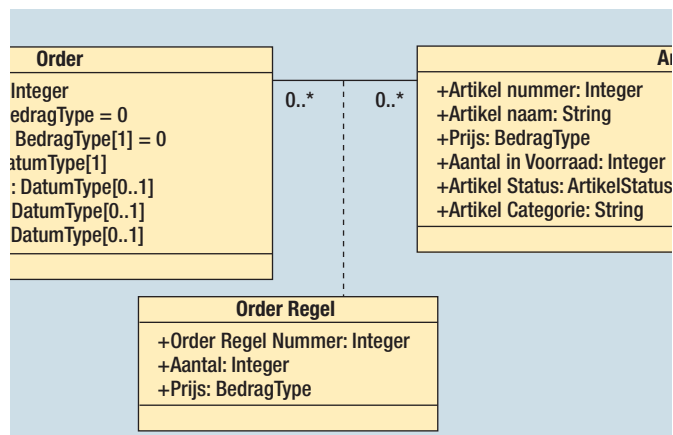 Order
Integer
= 0
BedragType[1] = 0
[1]
: DatumType[0..1]
DatumType[0..1]
DatumType[0..1]
0..*
0..*
+Artikel nummer: Integer
+Artikel naam: String
+Prijs: BedragType
+Aantal in Voorraad: Integer
+Artikel Status: ArtikelStatus
+Artikel Categorie: String
Order Regel
+Order Regel Nummer: Integer
+Aantal: Integer
+Prijs: BedragType